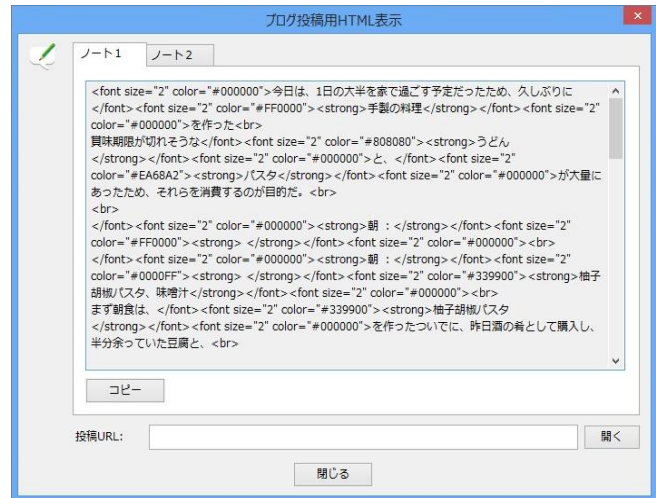 ブログ投稿用HTML表示
ノート1 ノート2
<font size="2" color="#000000">今日は、1日の大半を家で過ごす予定だったため、久しぶりに
</font><font size="2" color="#FF0000"><strong>手製の料理</strong></font><font size="2"
color="#000000">を作った<br>
賞味期限が切れそうな</font><font size="2" color="#808080"><strong>うどん
</strong></font><font size="2" color="#000000">と、</font><font size="2"
color="#EA68A2"><strong>パスタ</strong></font><font size="2" color="#000000">が大量に
あったため、それらを消費するのが目的だ。<br>
<br>
</font><font size="2" color="#000000"><strong>朝 : </strong></font><font size="2"
color="#FF0000"><strong> </strong></font><font size="2" color="#000000"><br>
</font><font size="2" color="#000000"><strong>朝 : </strong></font><font size="2"
color="#0000FF"><strong> </strong></font><font size="2" color="#339900"><strong>柚子
胡椒パスタ、味噌汁</strong></font><font size="2" color="#000000"><br>
まず朝食は、</font><font size="2" color="#339900"><strong>柚子胡椒パスタ
</strong></font><font size="2" color="#000000">を作ったついでに、昨日酒の肴として購入し、
半分余っていた豆腐と、<br>
コピー
投稿URL: 開く
閉じる